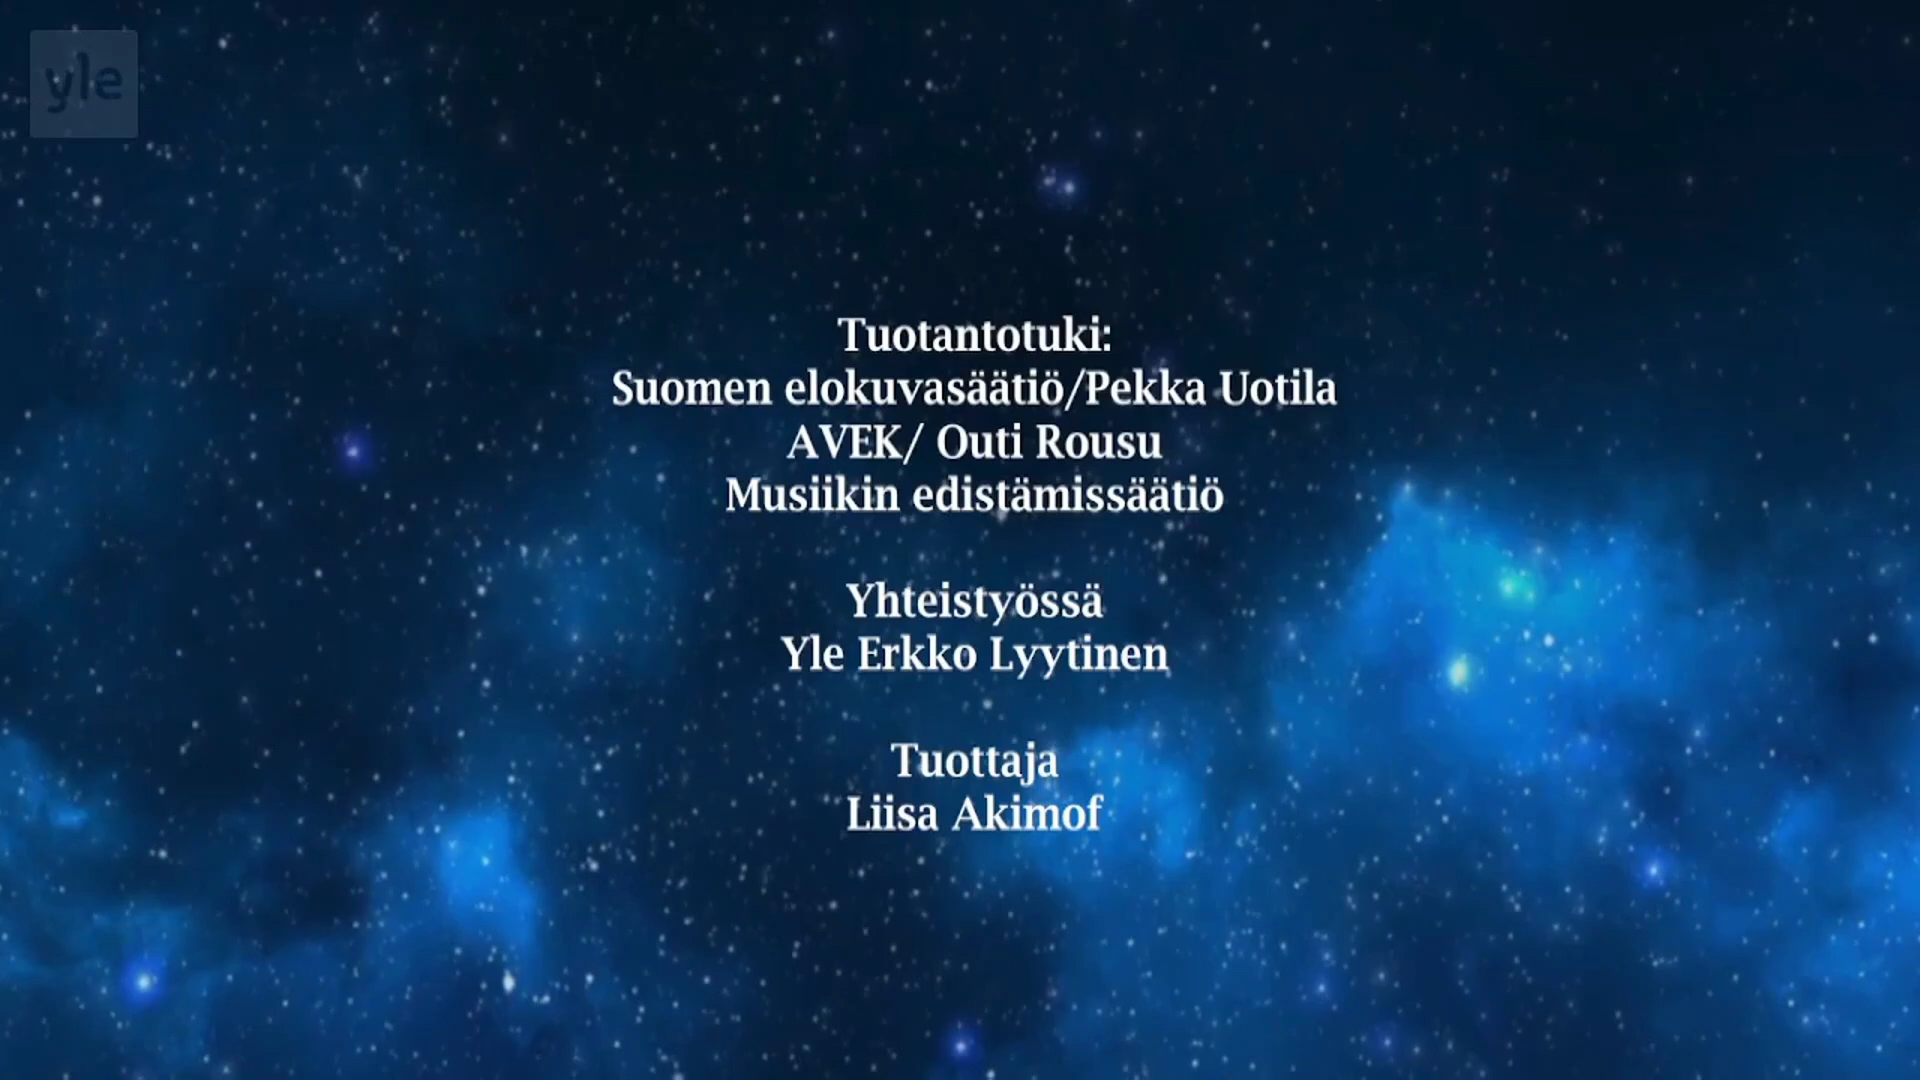 yle
Tuotantotuki:
Suomen elokuvasäätiö/Pekka Uotila
AVEK/ Outi Rousu
Musiikin edistämissäätiö
Yhteistyössä
Yle Erkko Lyytinen
Tuottaja
Liisa Akimof